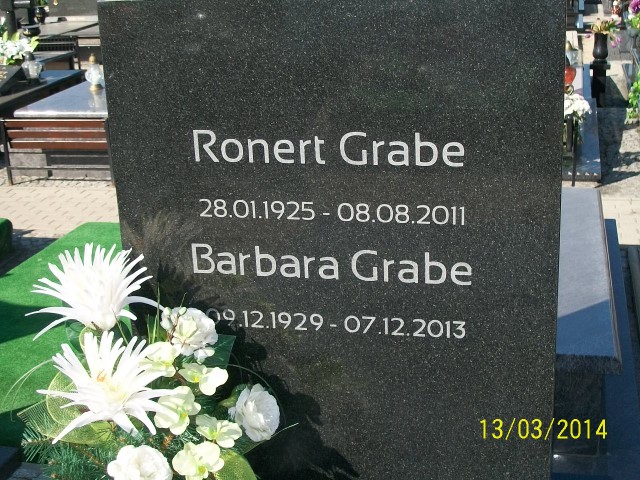 Ronert Grabe
28.01.1925 - 08.08.2011
Barbara Grabe
09.12.1929 - 07.12.2013
13/03/2014